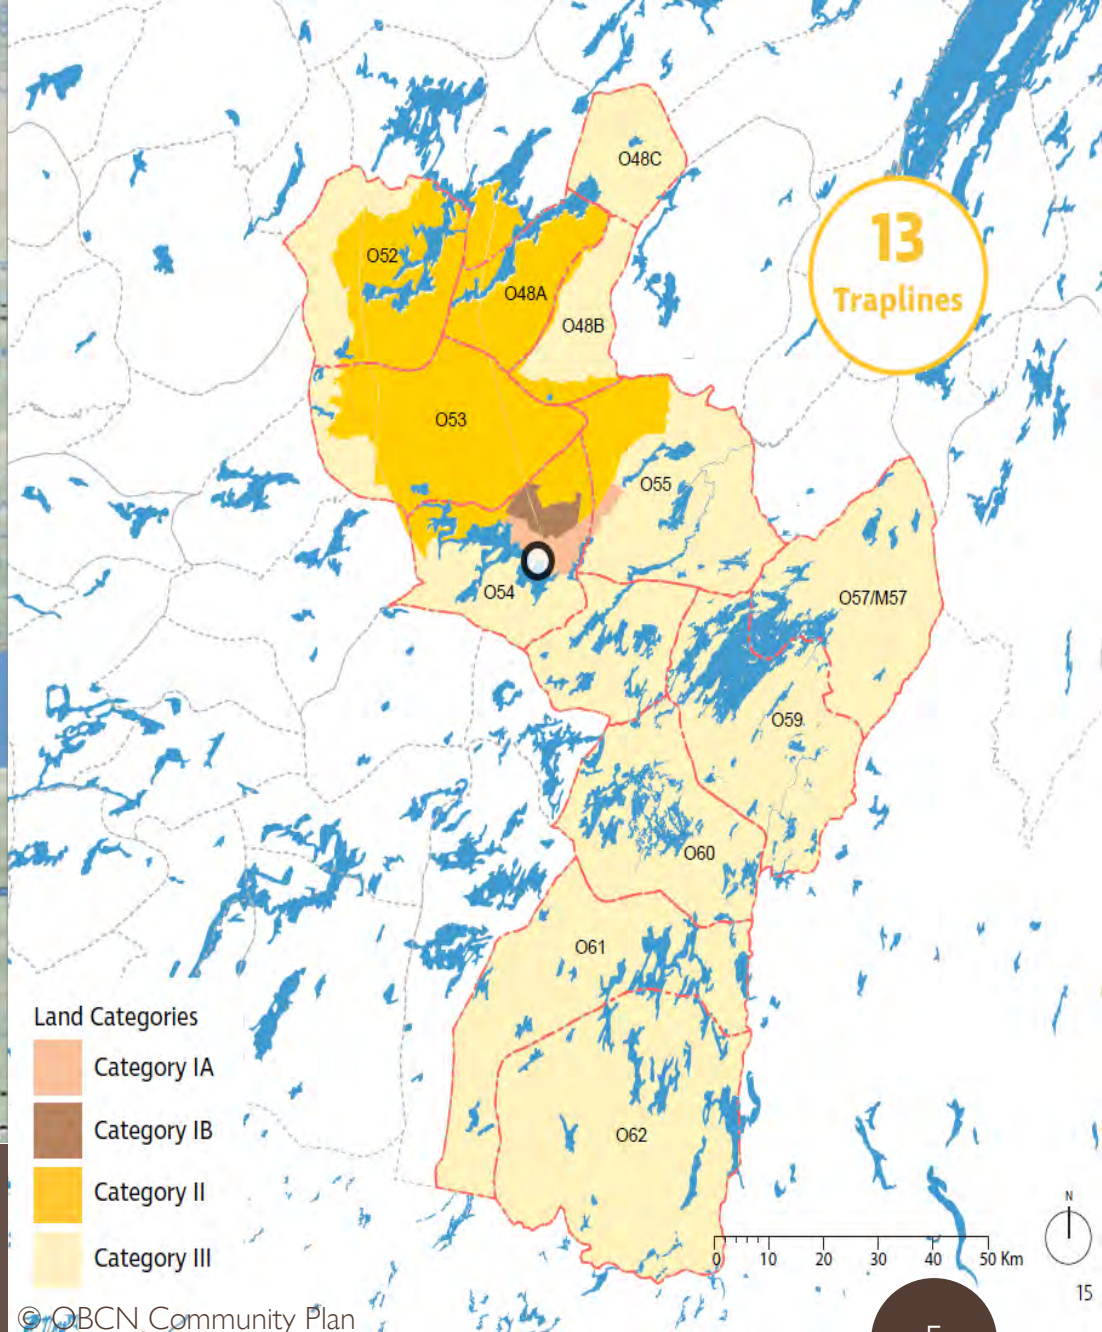 O48C
13
Traplines
O52
O48A
O48B
O53
O55
O54
O57/M57
O59
O60
O61
O62
Land Categories
Category IA
Category IB
Category II
Category III
N
0 10 20 30 40 50 Km
15
© OBCN Community Plan
5